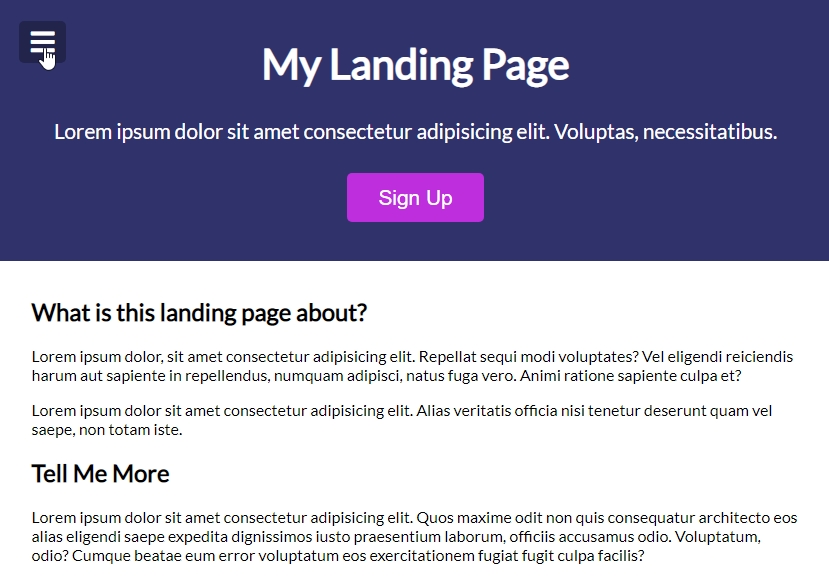 My Landing Page
Lorem ipsum dolor sit amet consectetur adipisicing elit. Voluptas, necessitatibus.
Sign Up
What is this landing page about?
Lorem ipsum dolor, sit amet consectetur adipisicing elit. Repellat sequi modi voluptates? Vel eligendi reiciendis
harum aut sapiente in repellendus, numquam adipisci, natus fuga vero. Animi ratione sapiente culpa et?
Lorem ipsum dolor sit amet consectetur adipisicing elit. Alias veritatis officia nisi tenetur deserunt quam vel
saepe, non totam iste.
Tell Me More
Lorem ipsum dolor sit amet consectetur adipisicing elit. Quos maxime odit non quis consequatur architecto eos
alias eligendi saepe expedita dignissimos iusto praesentium laborum, officiis accusamus odio. Voluptatum,
odio? Cumque beatae eum error voluptatum eos exercitationem fugiat fugit culpa facilis?